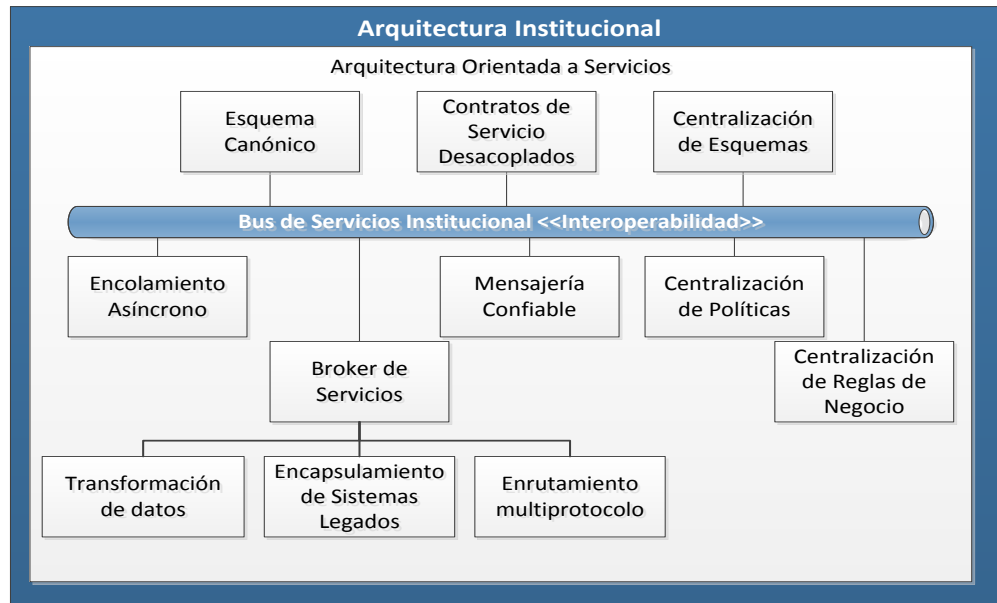 Arquitectura Institucional
Arquitectura Orientada a Servicios
Esquema
Canónico
Contratos de
Servicio
Desacoplados
Centralización
de Esquemas
Bus de Servicios Institucional <<Interoperabilidad>>
Encolamiento
Asíncrono
Mensajería
Confiable
Centralización
de Políticas
Broker de
Servicios
Centralización
de Reglas de
Negocio
Transformación
de datos
Encapsulamiento
de Sistemas
Legados
Enrutamiento
multiprotocolo